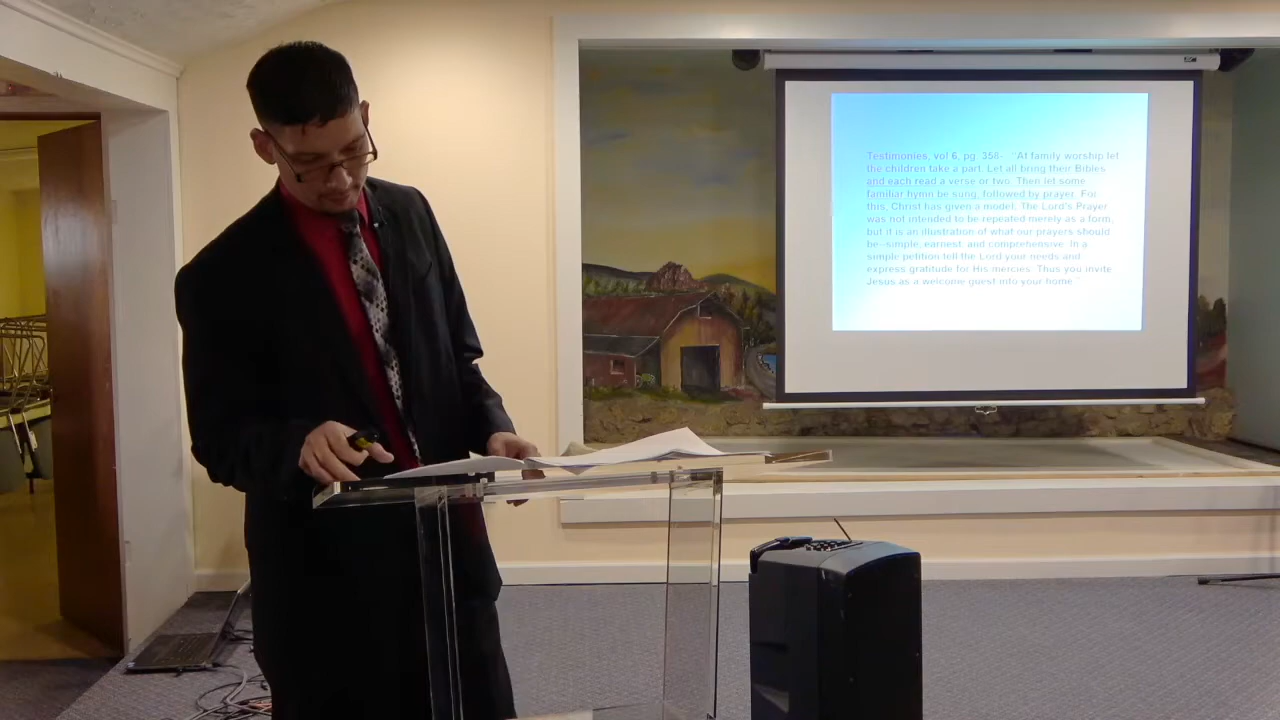 Testimonies, vol 6, pg. 358- "At family worship let
the children take a part. Let all bring their Bibles
and each read a verse or two. Then let some
familiar hymn be sung, followed by prayer. For
this, Christ has given a model. The Lord's Prayer
was not intended to be repeated merely as a form,
but it is an illustration of what our prayers should
be--simple, earnest, and comprehensive. In a
simple petition tell the Lord your needs and
express gratitude for His mercies. Thus you invite
Jesus as a welcome guest into your home."